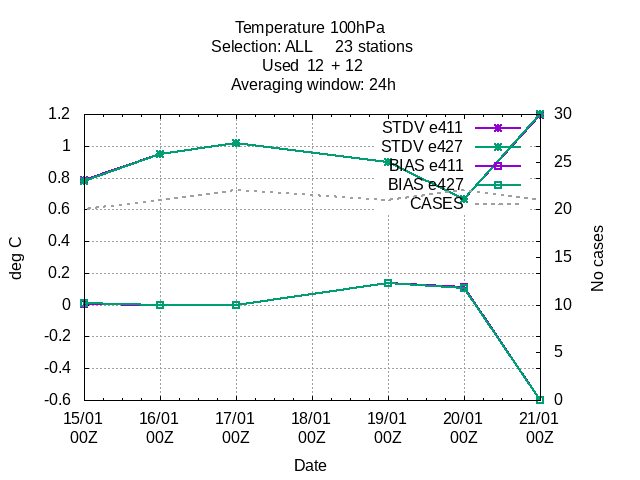 Temperature 100hPa
Selection: ALL 23 stations
Used 12 + 12
Averaging window: 24h
1.2
1
0.8
0.6
0.4
0.2
0
-0.2
-0.4
-0.6
deg C
30
25
20
15
10
5
0
No cases
STDV e411
STDV e427
BIAS e411
BIAS e427
CASES
15/01 16/01 17/01 18/01 19/01 20/01 21/01
00Z 00Z 00Z 00Z 00Z 00Z 00Z
Date